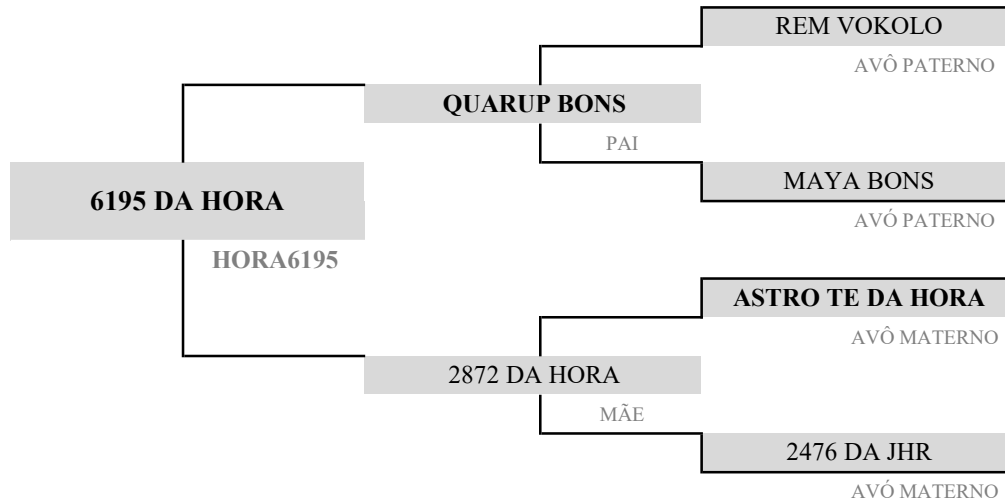 REM VOKOLO
AVÔ PATERNO
QUARUP BONS
PAI
MAYA BONS
AVÓ PATERNO
6195 DA HORA
HORA6195
ASTRO TE DA HORA
AVÔ MATERNO
2872 DA HORA
MÃE
2476 DA JHR
AVÓ MATERNO